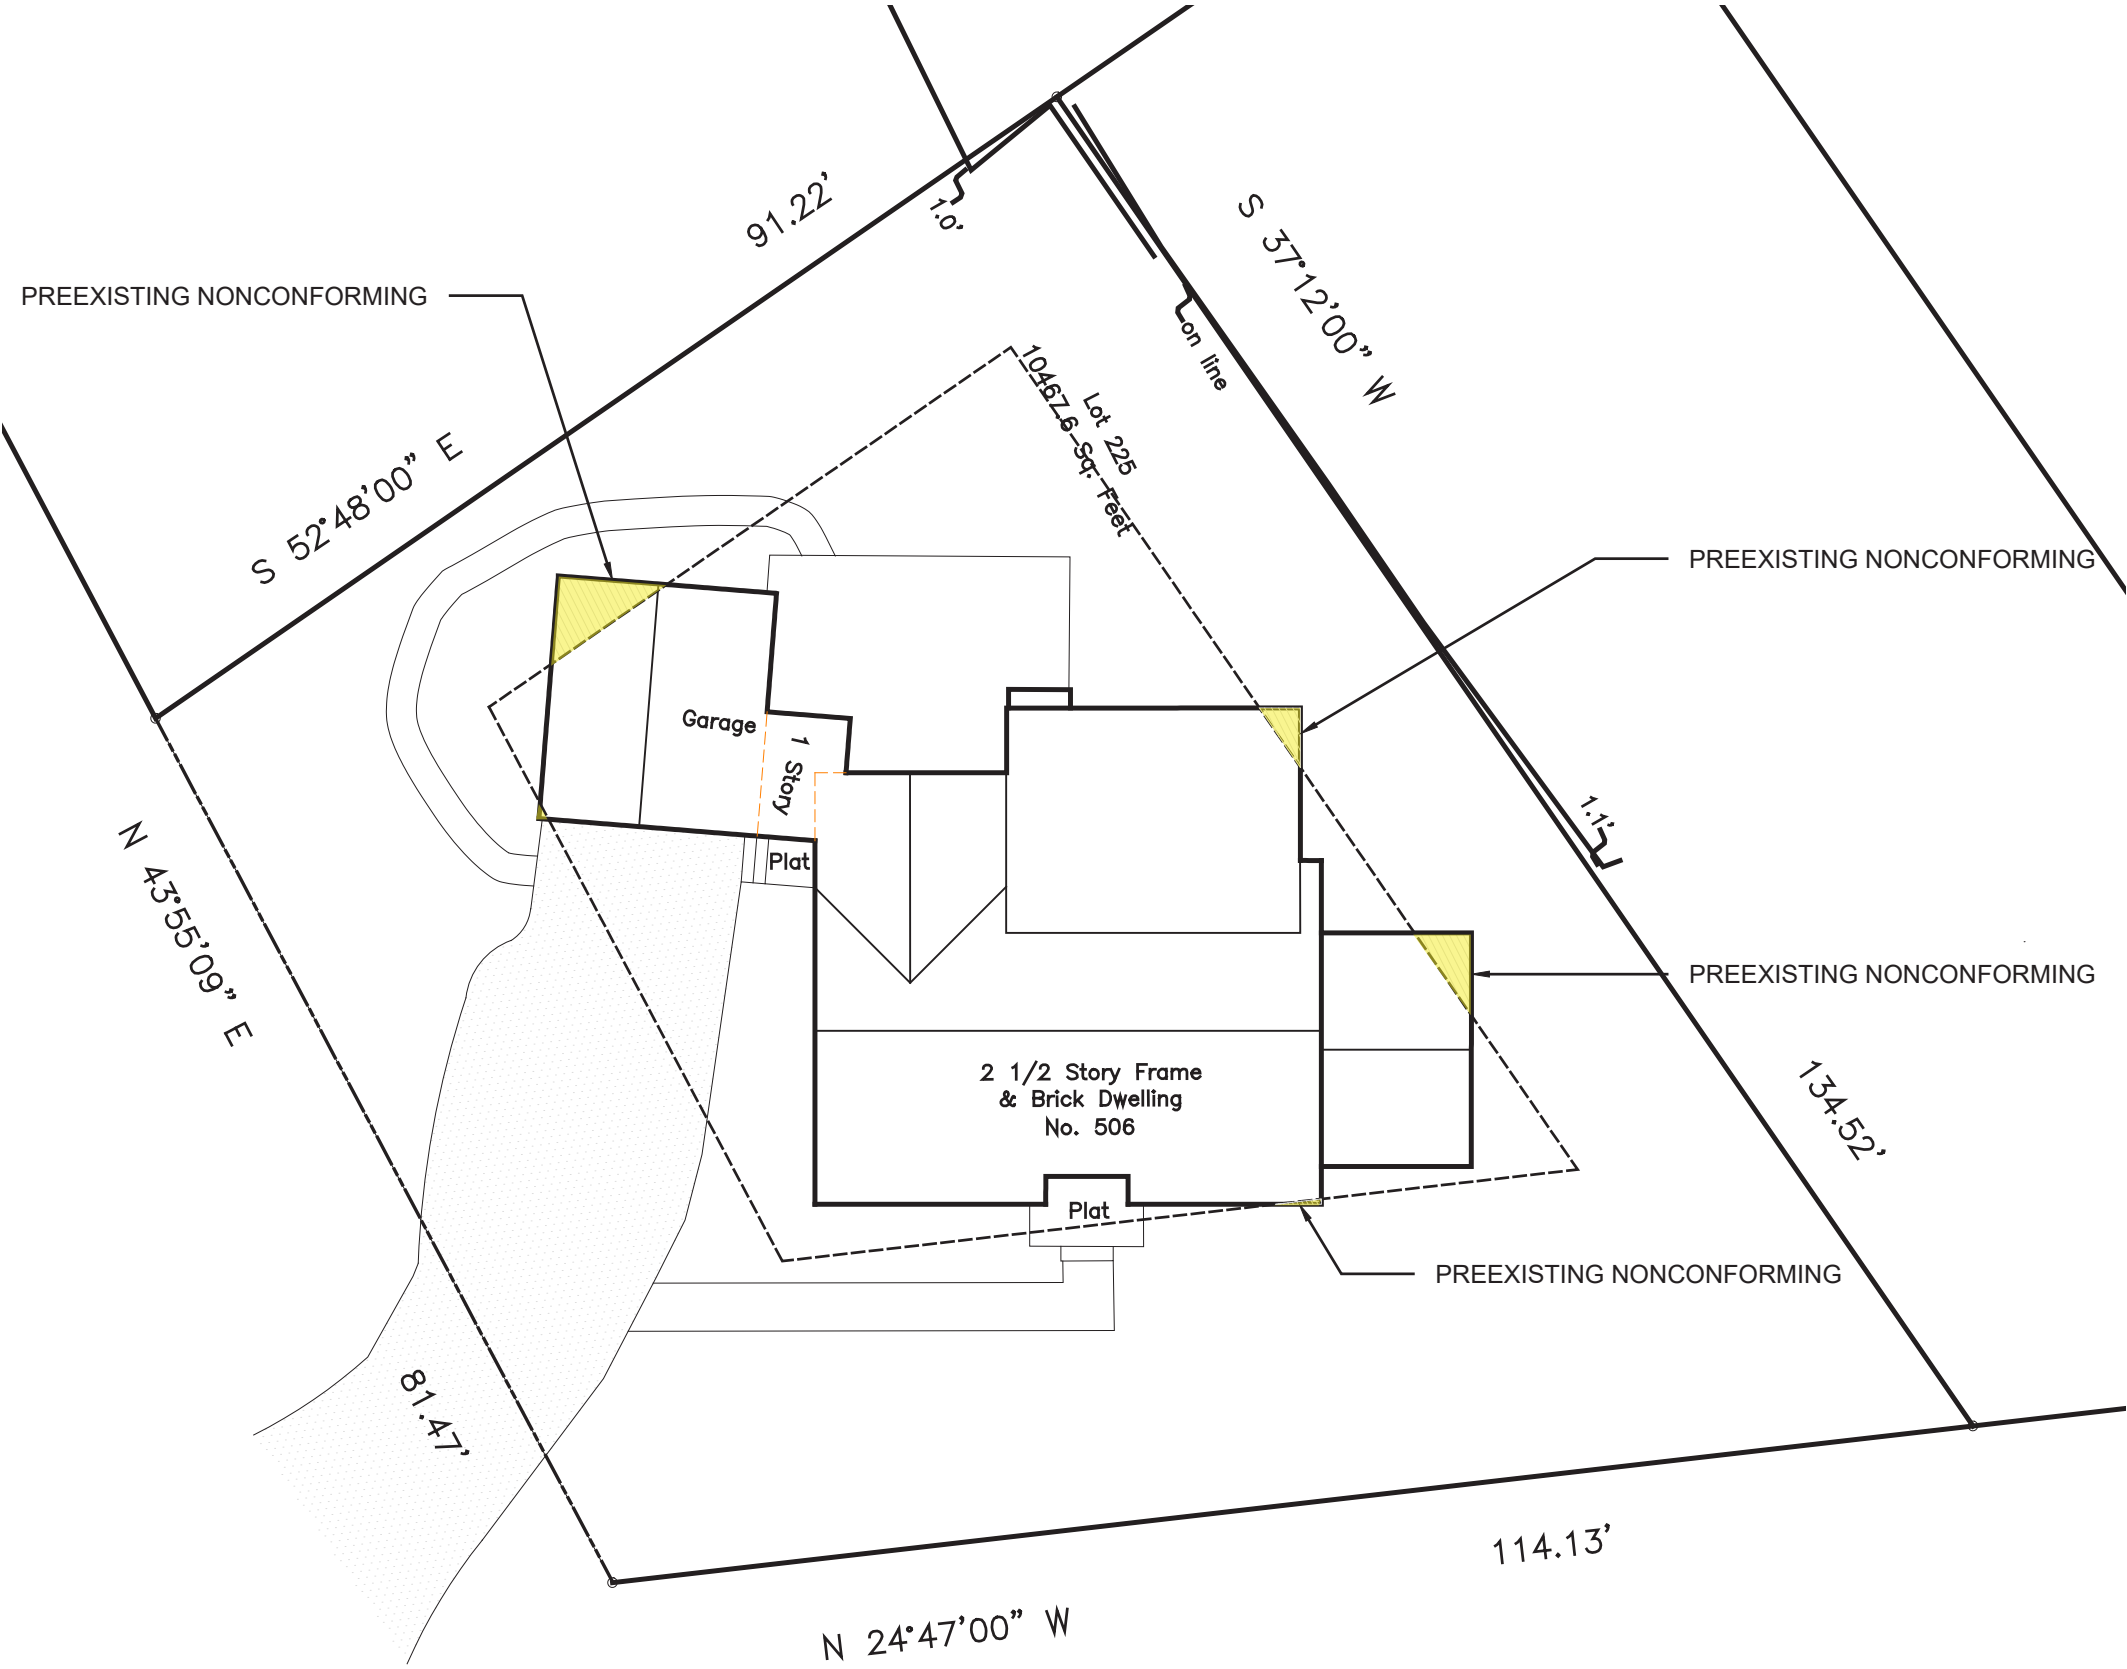 91.22'
1.0'
S 37°12'00" W
PREEXISTING NONCONFORMING
on line
Lot 225
10467.6 Sq. Feet
S 52°48'00" E
PREEXISTING NONCONFORMING
Garage
1 Story
Plat
1.1'
N 43°55'09" E
PREEXISTING NONCONFORMING
2 1/2 Story Frame
& Brick Dwelling
No. 506
134.52'
Plat
PREEXISTING NONCONFORMING
81.47'
114.13'
N 24°47'00" W